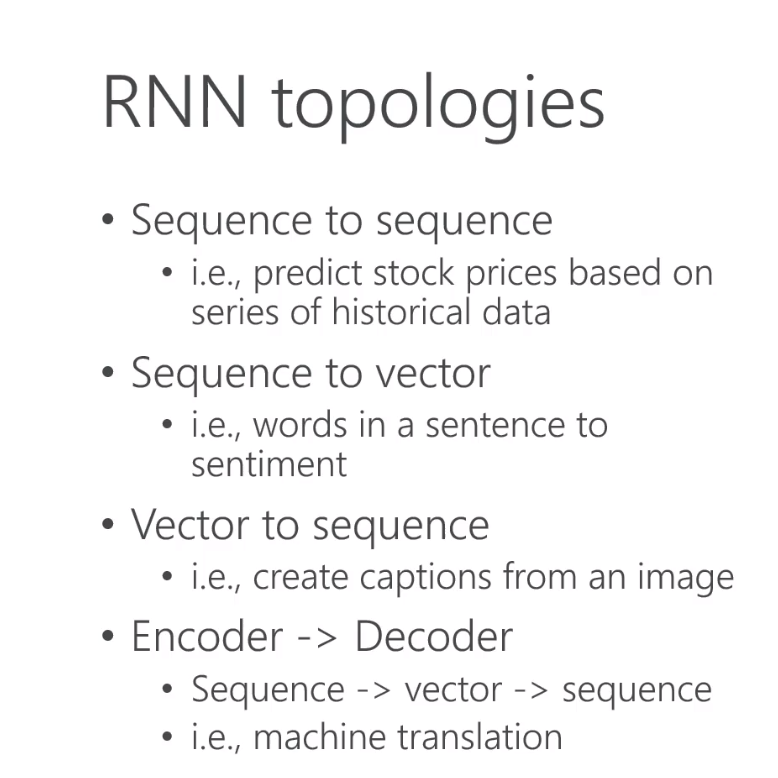 RNN topologies
• Sequence to sequence
• i.e., predict stock prices based on
series of historical data
• Sequence to vector
• i.e., words in a sentence to
sentiment
• Vector to sequence
• i.e., create captions from an image
• Encoder -> Decoder
• Sequence -> vector -> sequence
• i.e., machine translation